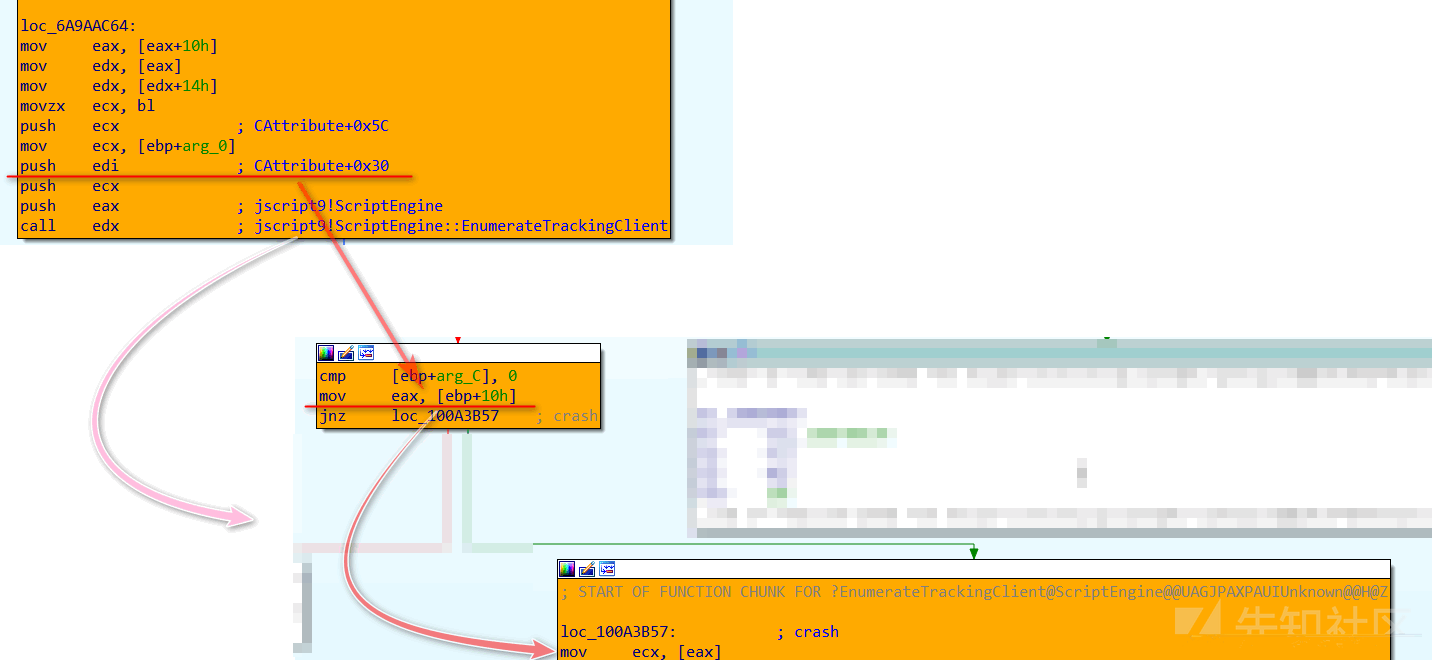 loc_6A9AAC64:
mov eax, [eax+10h]
mov edx, [eax]
mov edx, [edx+14h]
movzx ecx, bl
push ecx ; CAttribute+0x5C
mov ecx, [ebp+arg_0]
push edi ; CAttribute+0x30
push ecx
push eax ; jscript9!ScriptEngine
call edx ; jscript9!ScriptEngine::EnumerateTrackingClient
cmp [ebp+arg_C], 0
mov eax, [ebp+10h]
jnz loc_100A3B57 ; crash
; START OF FUNCTION CHUNK FOR ?EnumerateTrackingClient@ScriptEngine@@UAGJPAXPAUIUnknown@@H@Z
loc_100A3B57: ; crash
mov ecx, [eax]
先知社区